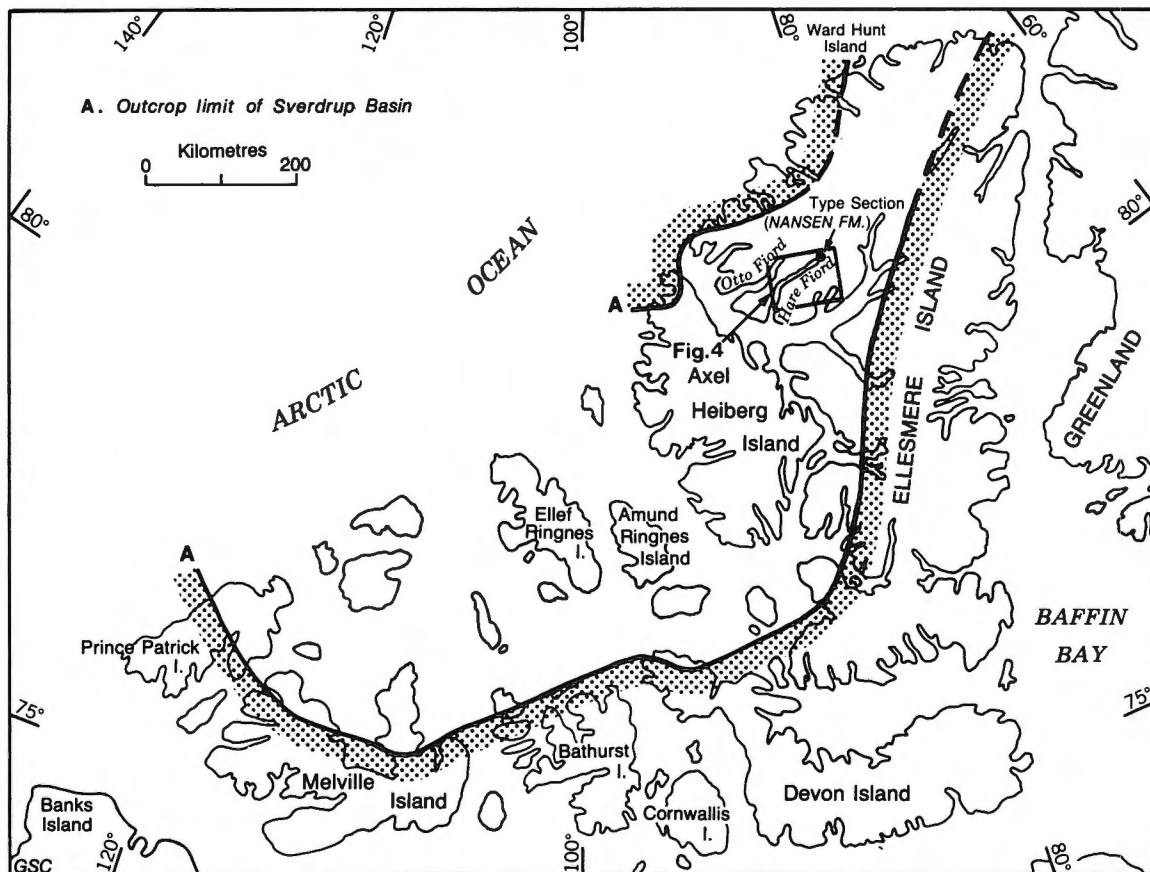 140°
120°
100°
80°
60°
Ward Hunt
Island
A. Outcrop limit of Sverdrup Basin
Kilometres
0 200
80°
80°
Type Section
(NANSEN FM.)
OCEAN
Otto Fiord
Hare Fiord
A
Fig.4
ISLAND
ELLESMERE
GREENLAND
ARCTIC
Axel
Heiberg
Island
Ellef
Ringnes
I.
Amund
Ringnes
Island
A
Prince Patrick
I.
BAFFIN
BAY
75°
75°
Bathurst
I.
Melville
Island
Devon Island
Cornwallis
I.
Banks
Island
GSC
120°
100°
80°